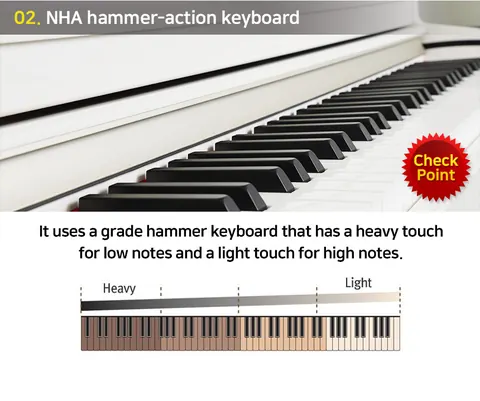 02. NHA hammer-action keyboard
Check
Point
It uses a grade hammer keyboard that has a heavy touch
for low notes and a light touch for high notes.
Heavy
Light